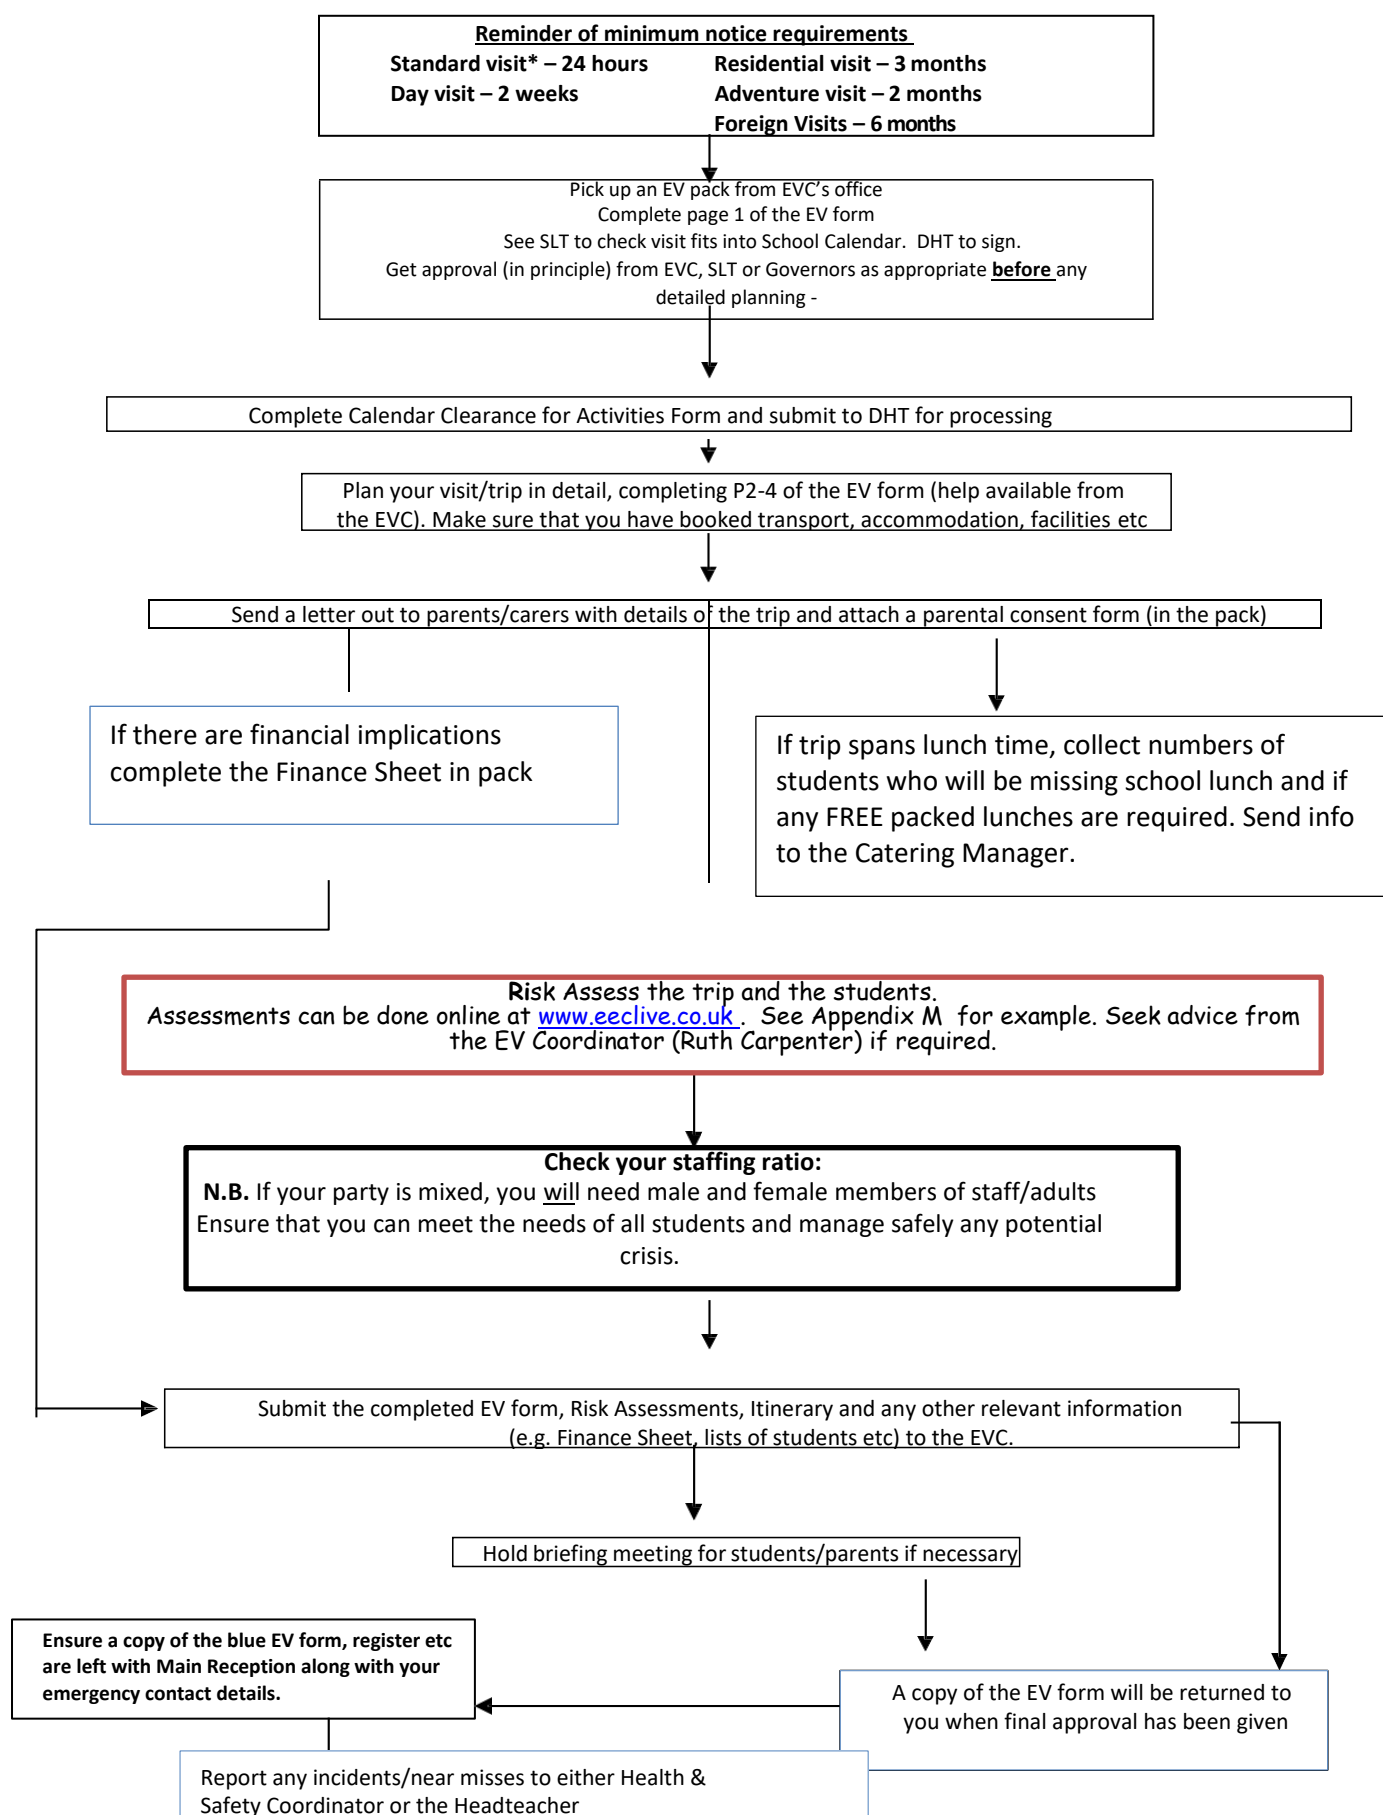 Reminder of minimum notice requirements
Standard visit* – 24 hours
Residential visit – 3 months
Day visit – 2 weeks
Adventure visit – 2 months
Foreign Visits – 6 months
Pick up an EV pack from EVC's office
Complete page 1 of the EV form
See SLT to check visit fits into School Calendar. DHT to sign.
Get approval (in principle) from EVC, SLT or Governors as appropriate before any
detailed planning -
Complete Calendar Clearance for Activities Form and submit to DHT for processing
Plan your visit/trip in detail, completing P2-4 of the EV form (help available from
the EVC). Make sure that you have booked transport, accommodation, facilities etc
Send a letter out to parents/carers with details of the trip and attach a parental consent form (in the pack)
If there are financial implications
complete the Finance Sheet in pack
If trip spans lunch time, collect numbers of
students who will be missing school lunch and if
any FREE packed lunches are required. Send info
to the Catering Manager.
Risk Assess the trip and the students.
Assessments can be done online at www.eeclive.co.uk . See Appendix M for example. Seek advice from
the EV Coordinator (Ruth Carpenter) if required.
Check your staffing ratio:
N.B. If your party is mixed, you will need male and female members of staff/adults
Ensure that you can meet the needs of all students and manage safely any potential
crisis.
Submit the completed EV form, Risk Assessments, Itinerary and any other relevant information
(e.g. Finance Sheet, lists of students etc) to the EVC.
Hold briefing meeting for students/parents if necessary
Ensure a copy of the blue EV form, register etc
are left with Main Reception along with your
emergency contact details.
A copy of the EV form will be returned to
you when final approval has been given
Report any incidents/near misses to either Health &
Safety Coordinator or the Headteacher